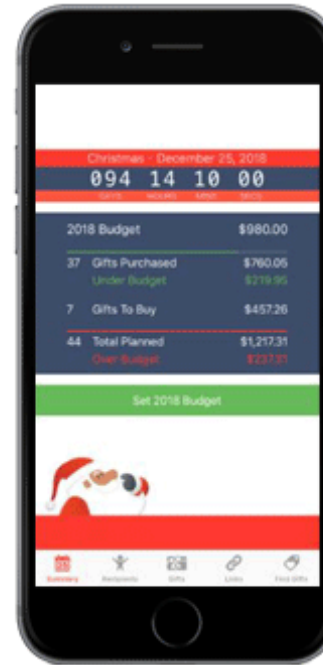 Christmas - December 25, 2018
094 14 10 00
DAYS HOURS MINS SECS
2018 Budget $980.00
37 Gifts Purchased $760.05
Under Budget $219.95
7 Gifts To Buy $457.26
44 Total Planned $1,217.31
Over Budget $237.31
Set 2018 Budget
Summary Recipients Gifts Links Find Gifts